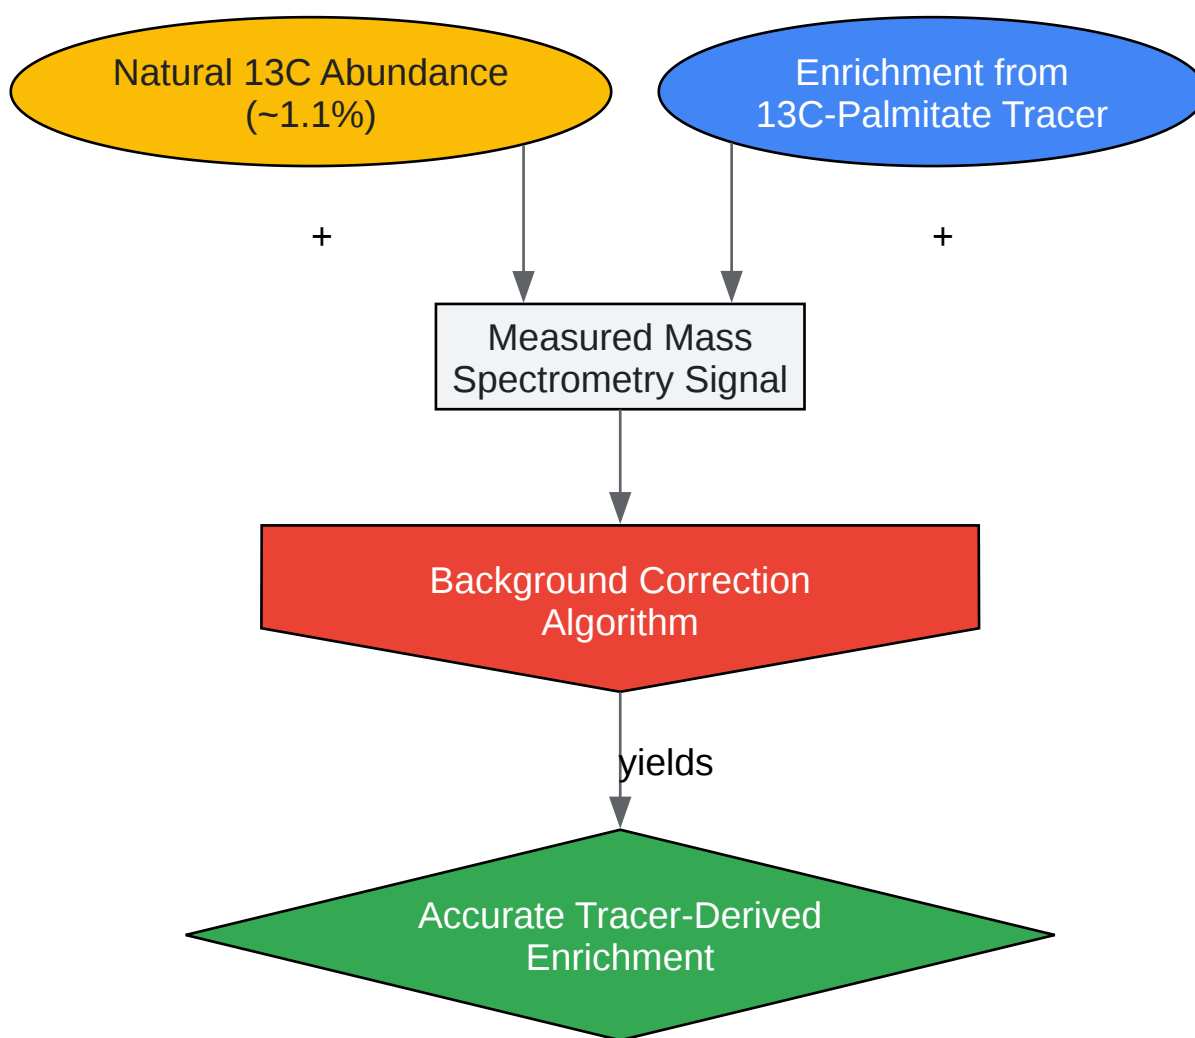 Natural 13C Abundance
(~1.1%)
Enrichment from
13C-Palmitate Tracer
+
+
Measured Mass
Spectrometry Signal
Background Correction
Algorithm
yields
Accurate Tracer-Derived
Enrichment